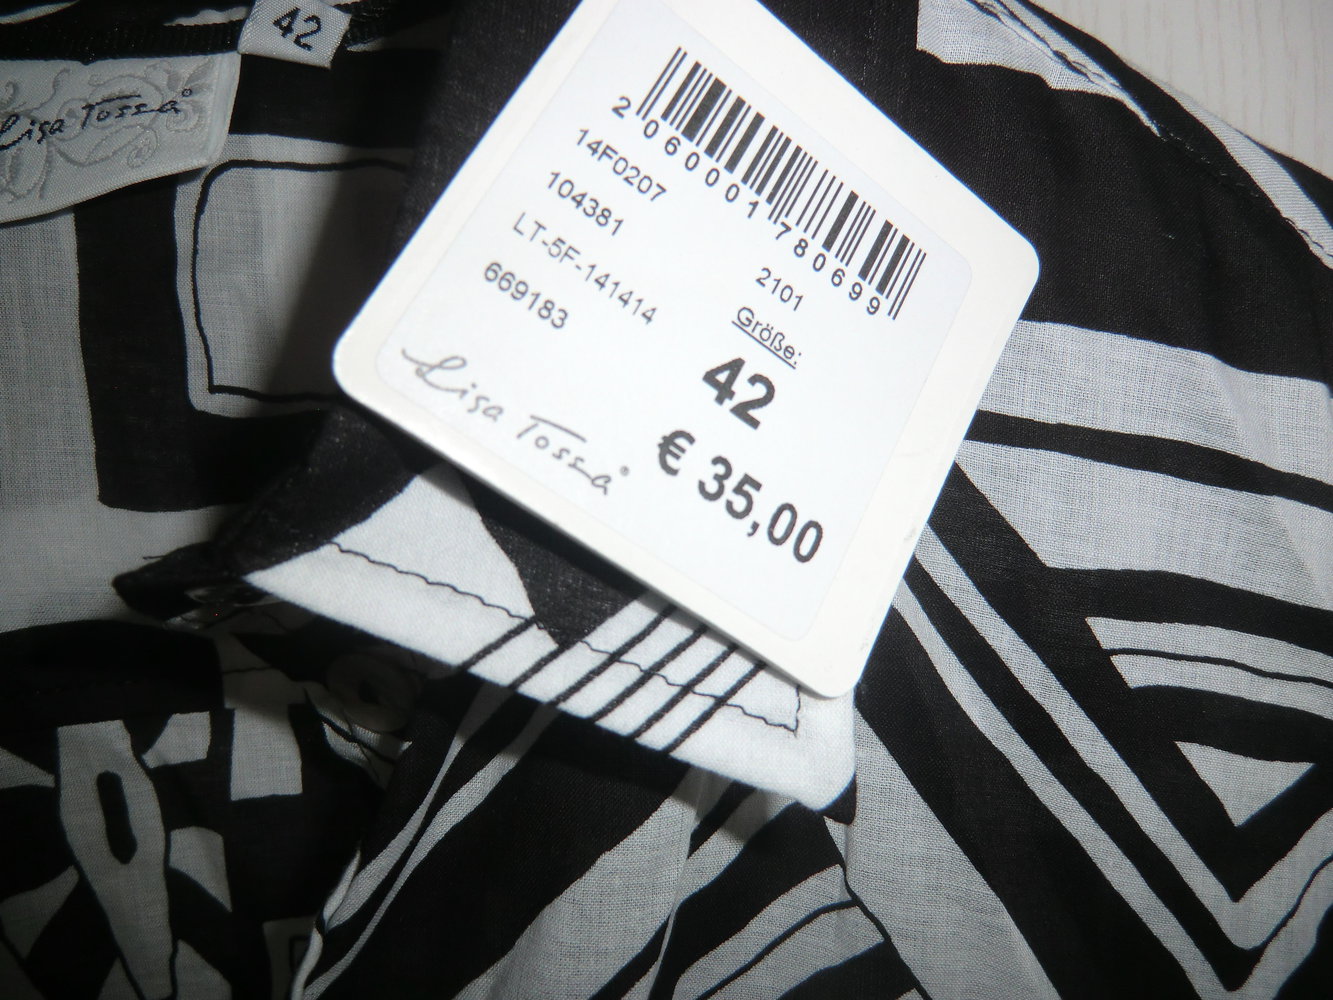 42
Lisa Tossa
2060001780699
14F0207
104381
LT-5F-141414
669183
2101
Größe:
42
€ 35,00
Lisa Tossa